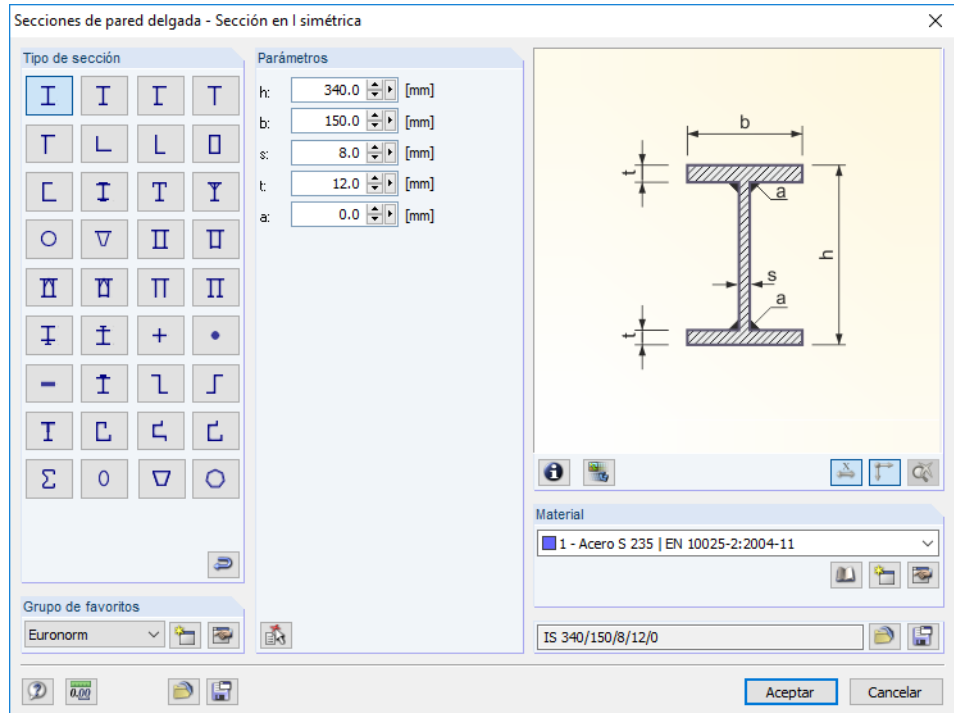 Secciones de pared delgada - Sección en I simétrica
Tipo de sección
Parámetros
h: 340.0 [mm]
b: 150.0 [mm]
s: 8.0 [mm]
t: 12.0 [mm]
a: 0.0 [mm]
b
t
a
h
s
a
t
X
Material
1 - Acero S 235 | EN 10025-2:2004-11
Grupo de favoritos
Euronorm
IS 340/150/8/12/0
0.00
Aceptar
Cancelar